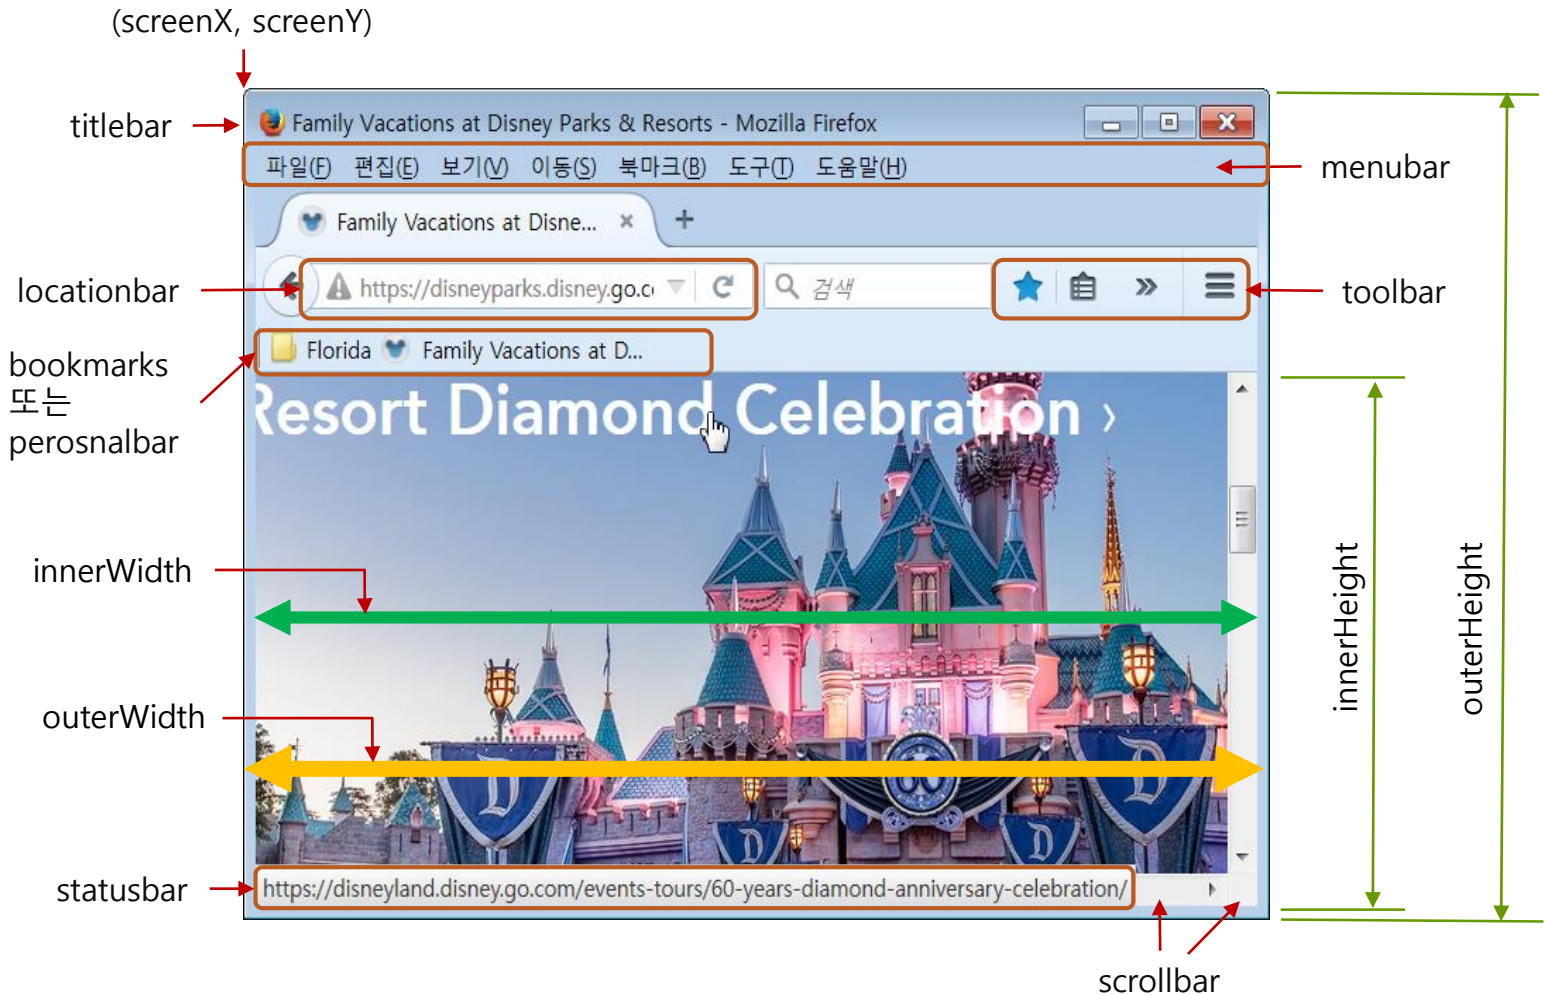 (screenX, screenY)
titlebar
Family Vacations at Disney Parks & Resorts - Mozilla Firefox
파일(F) 편집(E) 보기(V) 이동(S) 북마크(B) 도구(T) 도움말(H)
menubar
Family Vacations at Disne...
locationbar
https://disneyparks.disney.go.c
검색
toolbar
bookmarks
또는
perosnalbar
Florida Family Vacations at D...
Resort Diamond Celebration ›
innerWidth
innerHeight
outerHeight
outerWidth
D
60
D
D
D
statusbar
https://disneyland.disney.go.com/events-tours/60-years-diamond-anniversary-celebration/
scrollbar